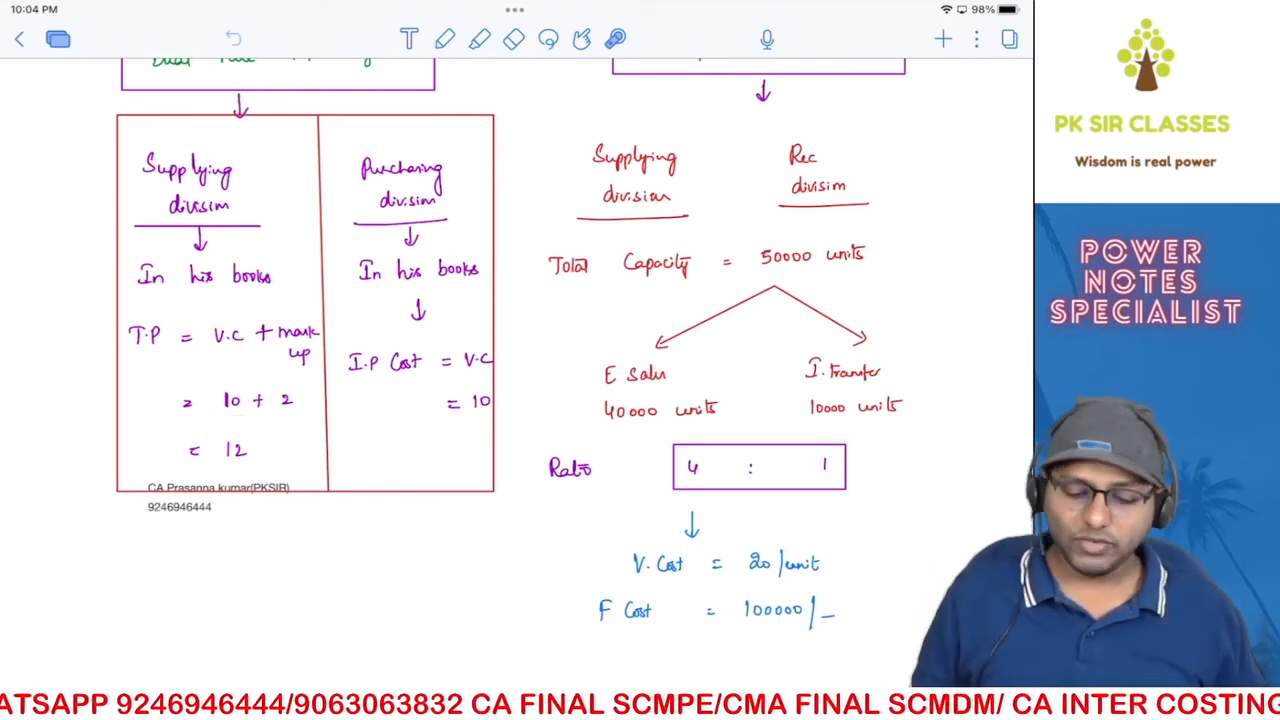 10:04 PM
98%
T
PK SIR CLASSES
Wisdom is real power
POWER
NOTES
SPECIALIST
Supplying
division
In his books
T.P = V.C + mark
up
= 10 + 2
= 12
Purchasing
division
In his books
I.P Cost = V.C
= 10
CA Prasanna kumar(PKSIR)
9246946444
Supplying
division
Rec
division
Total Capacity = 50000 units
E Sales
40000 units
I. transfer
10000 units
Ratio 4 : 1
V. Cost = 20/unit
F Cost = 100000/-
ATSAPP 9246946444/9063063832 CA FINAL SCMPE/CMA FINAL SCMDM/ CA INTER COSTING